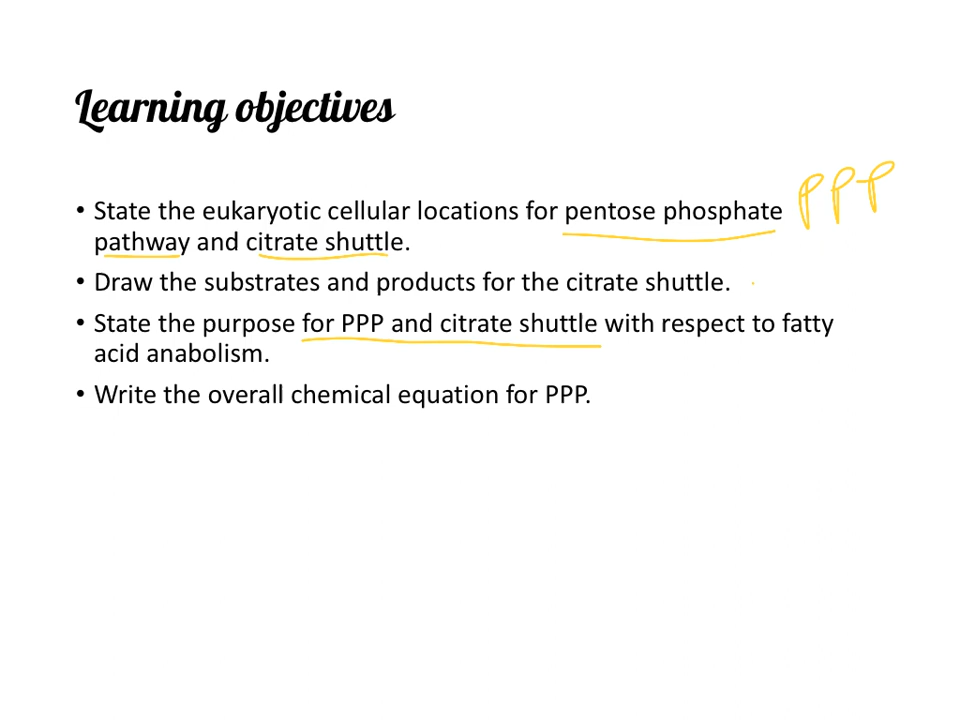 Learning objectives
PPP
• State the eukaryotic cellular locations for pentose phosphate
pathway and citrate shuttle.
• Draw the substrates and products for the citrate shuttle.
• State the purpose for PPP and citrate shuttle with respect to fatty
acid anabolism.
• Write the overall chemical equation for PPP.